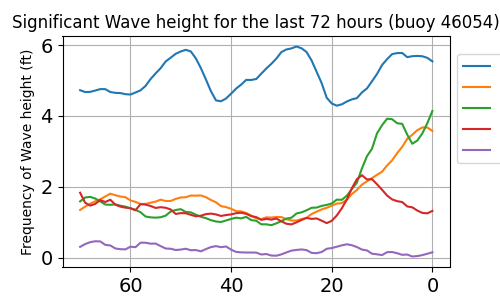 Significant Wave height for the last 72 hours (buoy 46054)
Frequency of Wave height (ft)
6
4
2
0
60 40 20 0